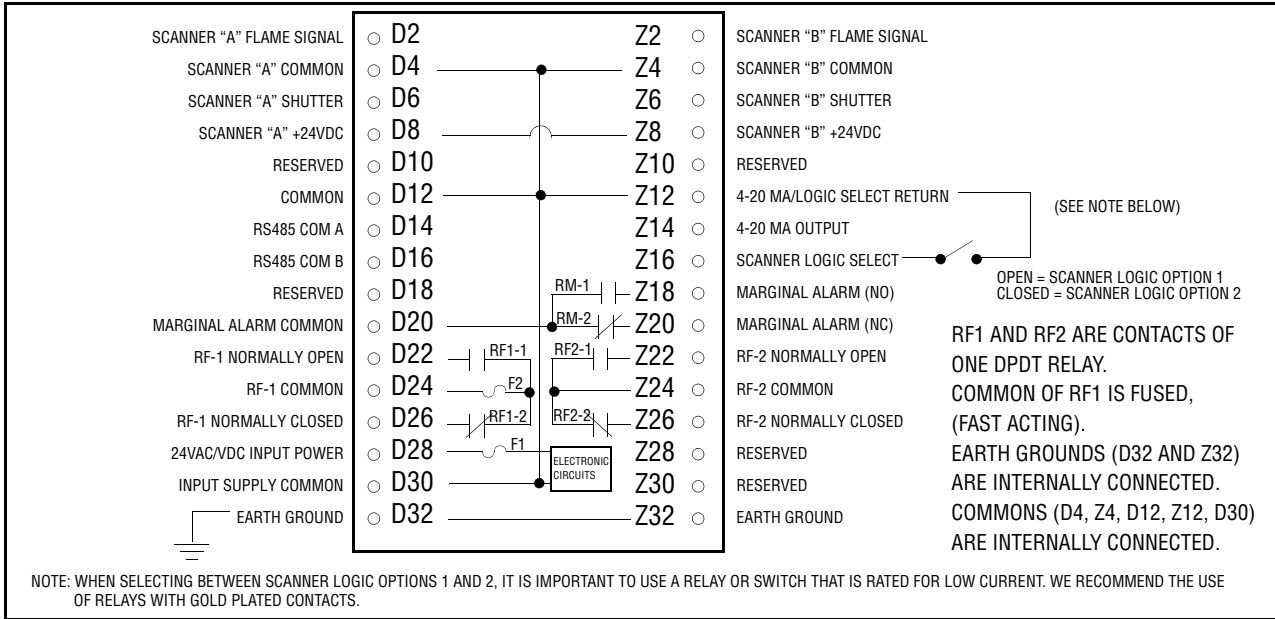 SCANNER “A” FLAME SIGNAL D2 Z2 SCANNER “B” FLAME SIGNAL
SCANNER “A” COMMON D4 Z4 SCANNER “B” COMMON
SCANNER “A” SHUTTER D6 Z6 SCANNER “B” SHUTTER
SCANNER “A” +24VDC D8 Z8 SCANNER “B” +24VDC
RESERVED D10 Z10 RESERVED
COMMON D12 Z12 4-20 MA/LOGIC SELECT RETURN
(SEE NOTE BELOW)
RS485 COM A D14 Z14 4-20 MA OUTPUT
RS485 COM B D16 Z16 SCANNER LOGIC SELECT
OPEN = SCANNER LOGIC OPTION 1
CLOSED = SCANNER LOGIC OPTION 2
RESERVED D18 RM-1 Z18 MARGINAL ALARM (NO)
MARGINAL ALARM COMMON D20 RM-2 Z20 MARGINAL ALARM (NC)
RF-1 NORMALLY OPEN D22 RF1-1 RF2-1 Z22 RF-2 NORMALLY OPEN
RF-1 COMMON D24 F2 Z24 RF-2 COMMON
RF-1 NORMALLY CLOSED D26 RF1-2 RF2-2 Z26 RF-2 NORMALLY CLOSED
24VAC/VDC INPUT POWER D28 F1 Z28 RESERVED
ELECTRONIC
CIRCUITS
INPUT SUPPLY COMMON D30 Z30 RESERVED
EARTH GROUND D32 Z32 EARTH GROUND
RF1 AND RF2 ARE CONTACTS OF
ONE DPDT RELAY.
COMMON OF RF1 IS FUSED,
(FAST ACTING).
EARTH GROUNDS (D32 AND Z32)
ARE INTERNALLY CONNECTED.
COMMONS (D4, Z4, D12, Z12, D30)
ARE INTERNALLY CONNECTED.
NOTE: WHEN SELECTING BETWEEN SCANNER LOGIC OPTIONS 1 AND 2, IT IS IMPORTANT TO USE A RELAY OR SWITCH THAT IS RATED FOR LOW CURRENT. WE RECOMMEND THE USE
OF RELAYS WITH GOLD PLATED CONTACTS.